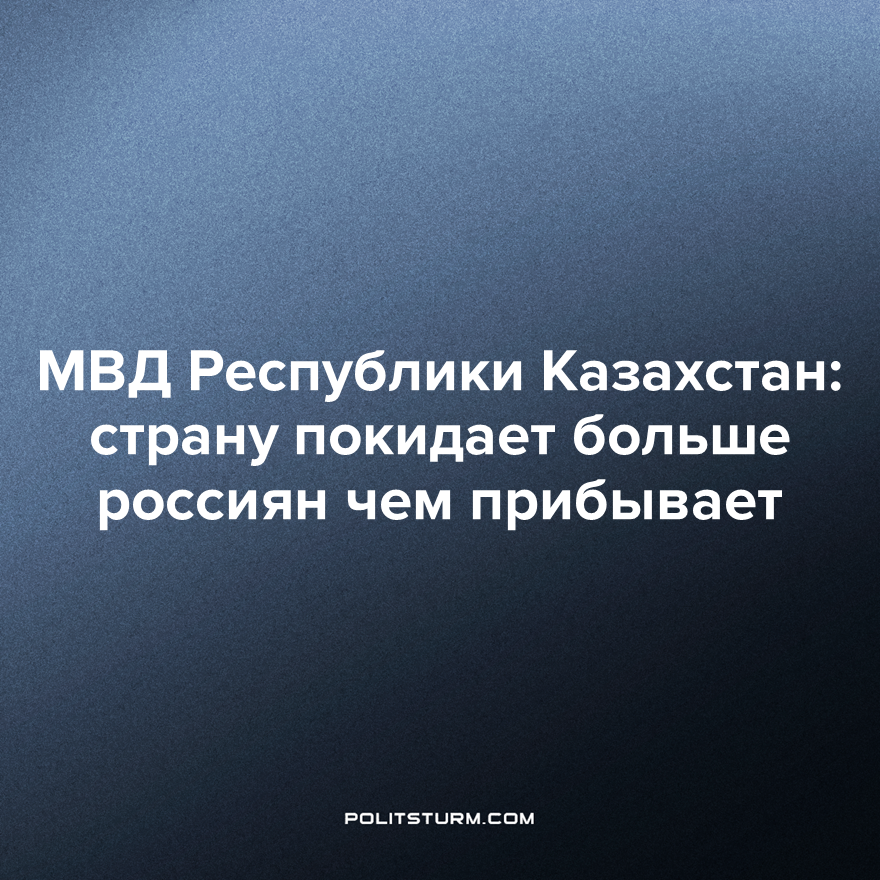 МВД Республики Казахстан:
страну покидает больше
россиян чем прибывает
POLITSTURM.COM